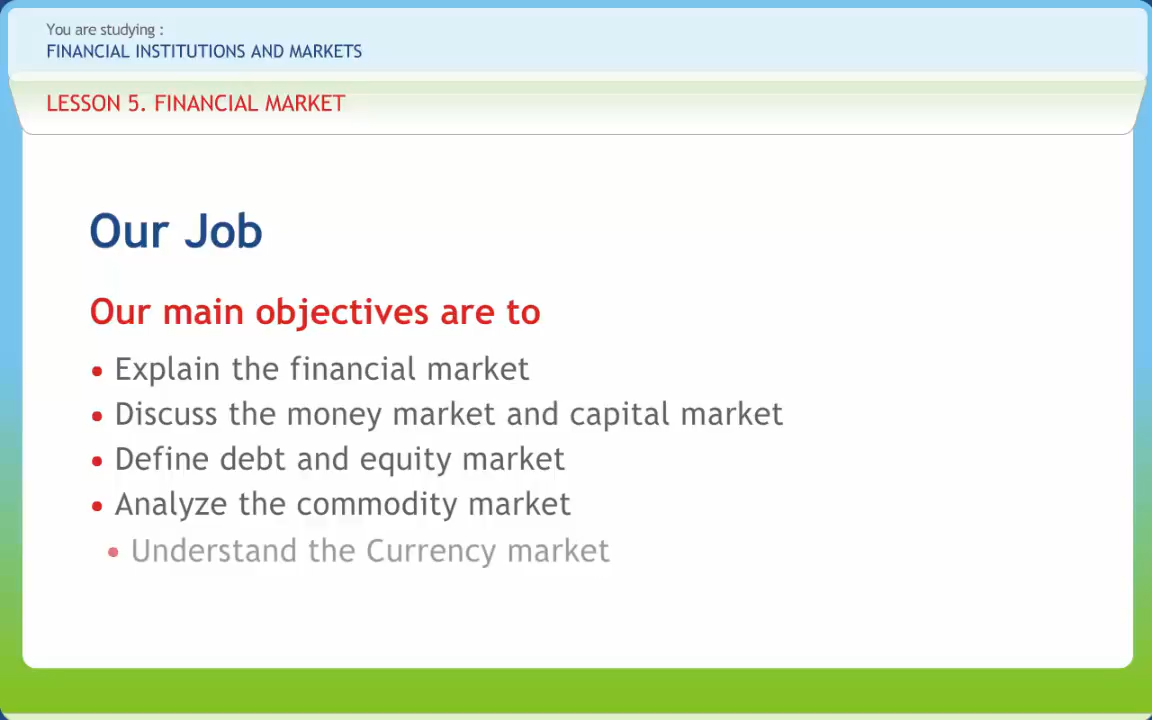 You are studying :
FINANCIAL INSTITUTIONS AND MARKETS
LESSON 5. FINANCIAL MARKET
Our Job
Our main objectives are to
• Explain the financial market
• Discuss the money market and capital market
• Define debt and equity market
• Analyze the commodity market
• Understand the Currency market